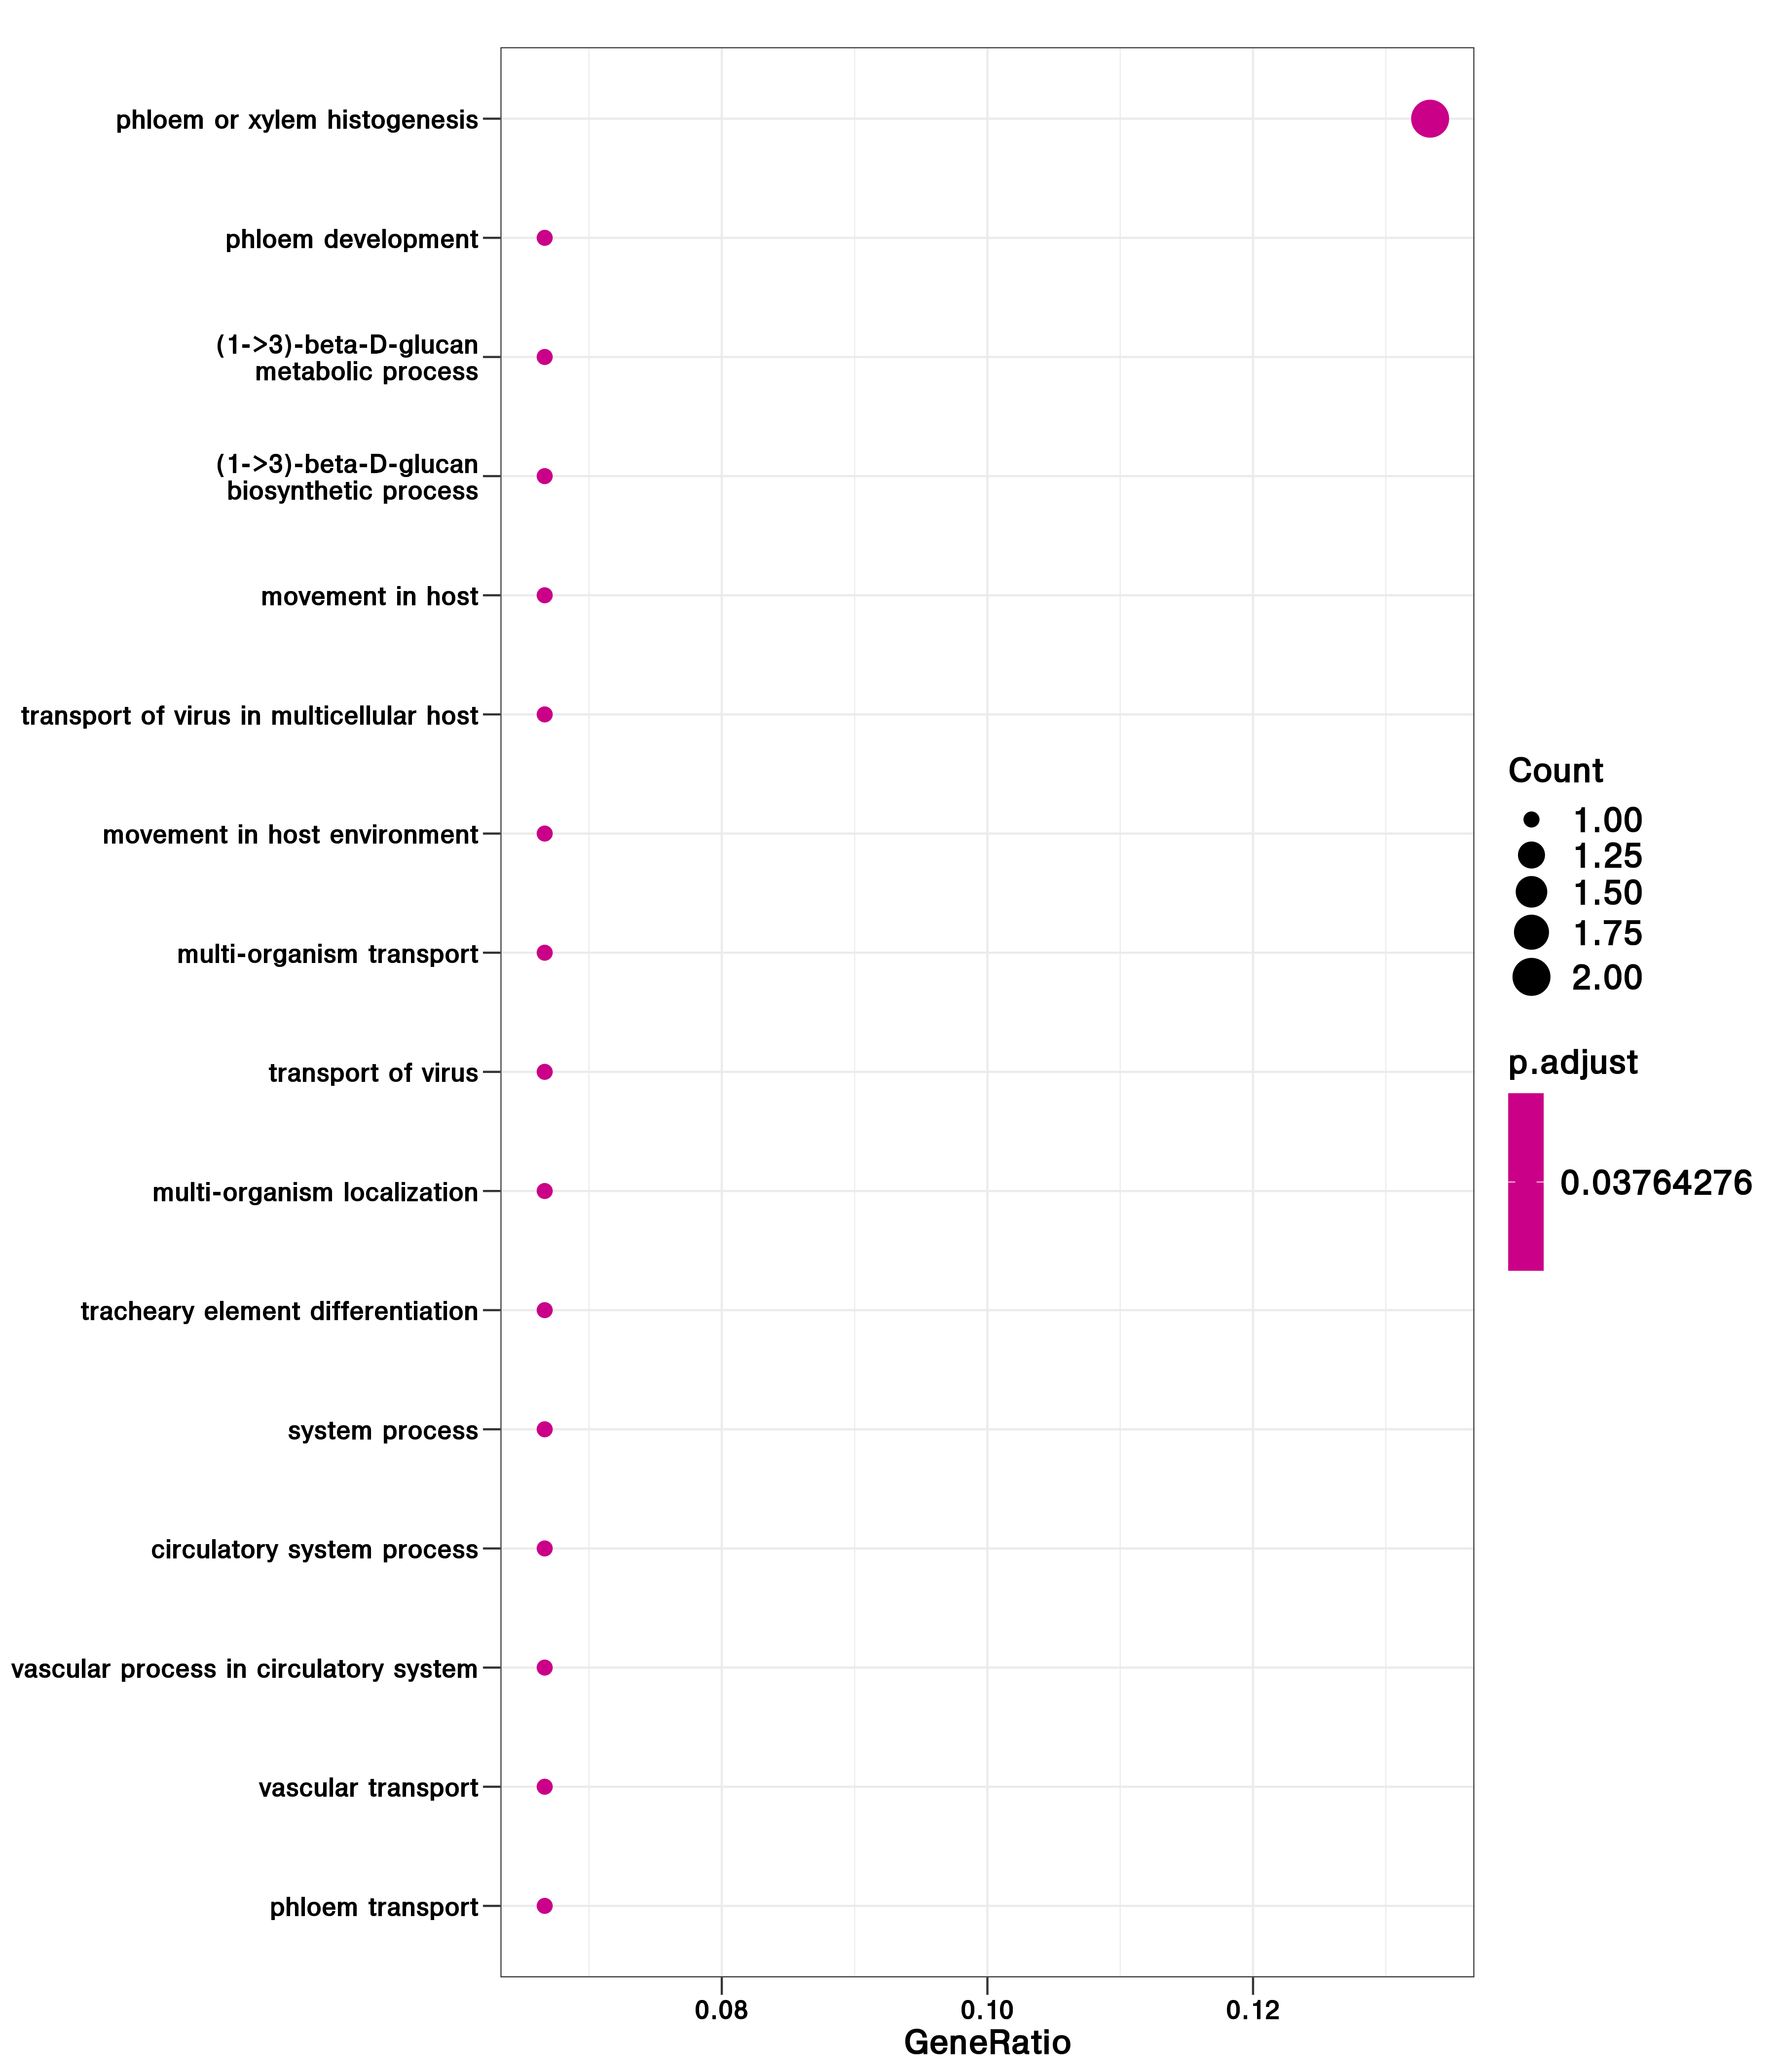 phloem or xylem histogenesis
phloem development
(1->3)-beta-D-glucan
metabolic process
(1->3)-beta-D-glucan
biosynthetic process
movement in host
transport of virus in multicellular host
movement in host environment
multi-organism transport
transport of virus
multi-organism localization
tracheary element differentiation
system process
circulatory system process
vascular process in circulatory system
vascular transport
phloem transport
0.08 0.10 0.12
GeneRatio
Count
1.00
1.25
1.50
1.75
2.00
p.adjust
0.03764276